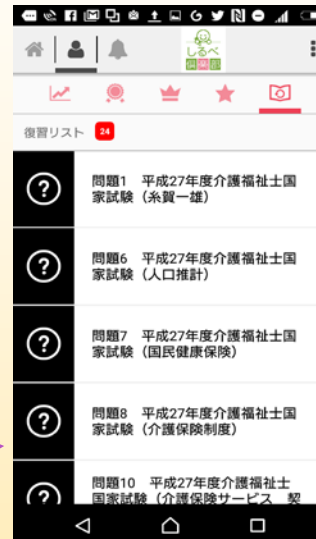 しるべ
倶楽部
復習リスト 24
問題1 平成27年度介護福祉士国
家試験（糸賀一雄）
問題6 平成27年度介護福祉士国
家試験（人口推計）
問題7 平成27年度介護福祉士国
家試験（国民健康保険）
問題8 平成27年度介護福祉士国
家試験（介護保険制度）
問題10 平成27年度介護福祉士
国家試験（介護保険サービス 契